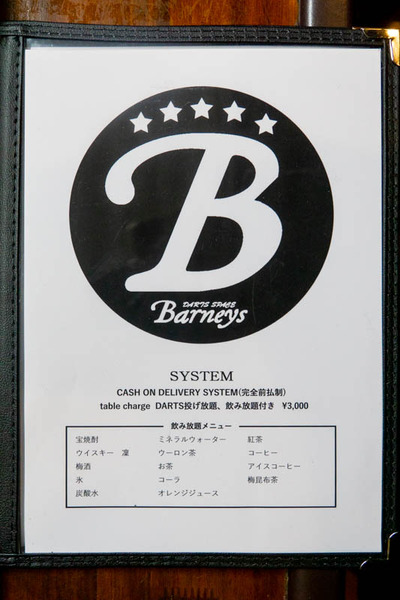 B
DARTS SPACE
Barneys
SYSTEM
CASH ON DELIVERY SYSTEM(完全前払制)
table charge DARTS投げ放題、飲み放題付き ¥3,000
飲み放題メニュー
宝焼酎 ミネラルウォーター 紅茶
ウイスキー 凜 ウーロン茶 コーヒー
梅酒 お茶 アイスコーヒー
氷 コーラ 梅昆布茶
炭酸水 オレンジジュース